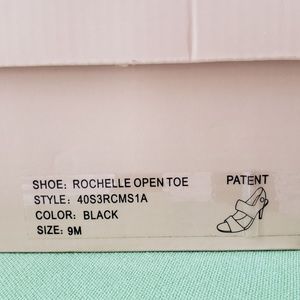 SHOE: ROCHELLE OPEN TOE PATENT
STYLE: 40S3RCMS1A
COLOR: BLACK
SIZE: 9M